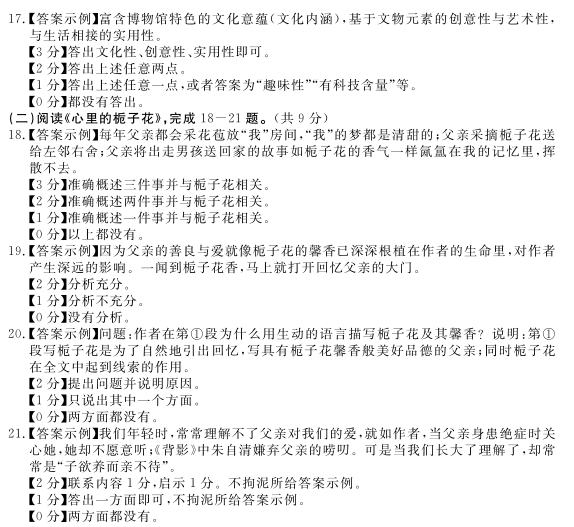 17.【答案示例】富含博物馆特色的文化意蕴(文化内涵),基于文物元素的创意性与艺术性,
与生活相接的实用性。
【3 分】答出文化性、创意性、实用性即可。
【2 分】答出上述任意两点。
【1 分】答出上述任意一点,或者答案为“趣味性”“有科技含量”等。
【0 分】都没有答出。
(二)阅读《心里的栀子花》,完成 18－21 题。(共 9 分)
18.【答案示例】每年父亲都会采花苞放“我”房间,“我”的梦都是清甜的;父亲采摘栀子花送
给左邻右舍;父亲将出走男孩送回家的故事如栀子花的香气一样氤氲在我的记忆里,挥
散不去。
【3 分】准确概述三件事并与栀子花相关。
【2 分】准确概述两件事并与栀子花相关。
【1 分】准确概述一件事并与栀子花相关。
【0 分】以上都没有。
19.【答案示例】因为父亲的善良与爱就像栀子花的馨香已深深根植在作者的生命里,对作者
产生深远的影响。一闻到栀子花香,马上就打开回忆父亲的大门。
【2 分】分析充分。
【1 分】分析不充分。
【0 分】没有分析。
20.【答案示例】问题:作者在第①段为什么用生动的语言描写栀子花及其馨香? 说明:第①
段写栀子花是为了自然地引出回忆,写具有栀子花馨香般美好品德的父亲;同时栀子花
在全文中起到线索的作用。
【2 分】提出问题并说明原因。
【1 分】只说出其中一个方面。
【0 分】两方面都没有。
21.【答案示例】我们年轻时,常常理解不了父亲对我们的爱,就如作者,当父亲身患绝症时关
心她,她却不愿意听;《背影》中朱自清嫌弃父亲的唠叨。可是当我们长大了理解了,却常
常是“子欲养而亲不待”。
【2 分】联系内容 1 分,启示 1 分。不拘泥所给答案示例。
【1 分】答出一方面即可,不拘泥所给答案示例。
【0 分】两方面都没有。